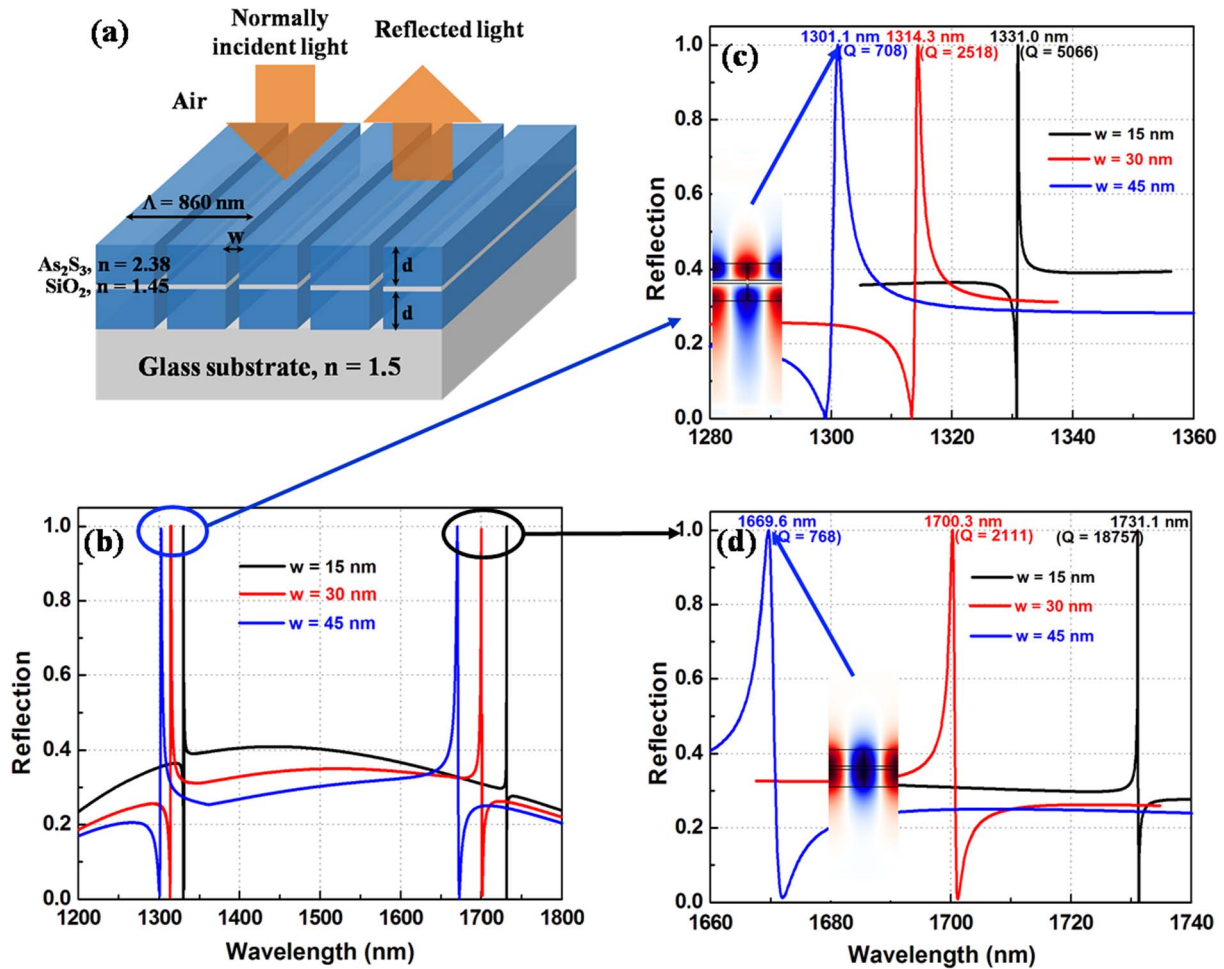 (a)
Normally
incident light
Reflected light
Air
Λ = 860 nm
w
As₂S₃, n = 2.38
SiO₂, n = 1.45
d
d
Glass substrate, n = 1.5
(b)
w = 15 nm
w = 30 nm
w = 45 nm
Reflection
1.0
0.8
0.6
0.4
0.2
0.0
1200 1300 1400 1500 1600 1700 1800
Wavelength (nm)
(c)
1301.1 nm
(Q = 708)
1314.3 nm
(Q = 2518)
1331.0 nm
(Q = 5066)
w = 15 nm
w = 30 nm
w = 45 nm
Reflection
1.0
0.8
0.6
0.4
0.2
0.0
1280 1300 1320 1340 1360
Wavelength (nm)
(d)
1669.6 nm
(Q = 768)
1700.3 nm
(Q = 2111)
1731.1 nm
(Q = 18757)
w = 15 nm
w = 30 nm
w = 45 nm
Reflection
1.0
0.8
0.6
0.4
0.2
0.0
1660 1680 1700 1720 1740
Wavelength (nm)